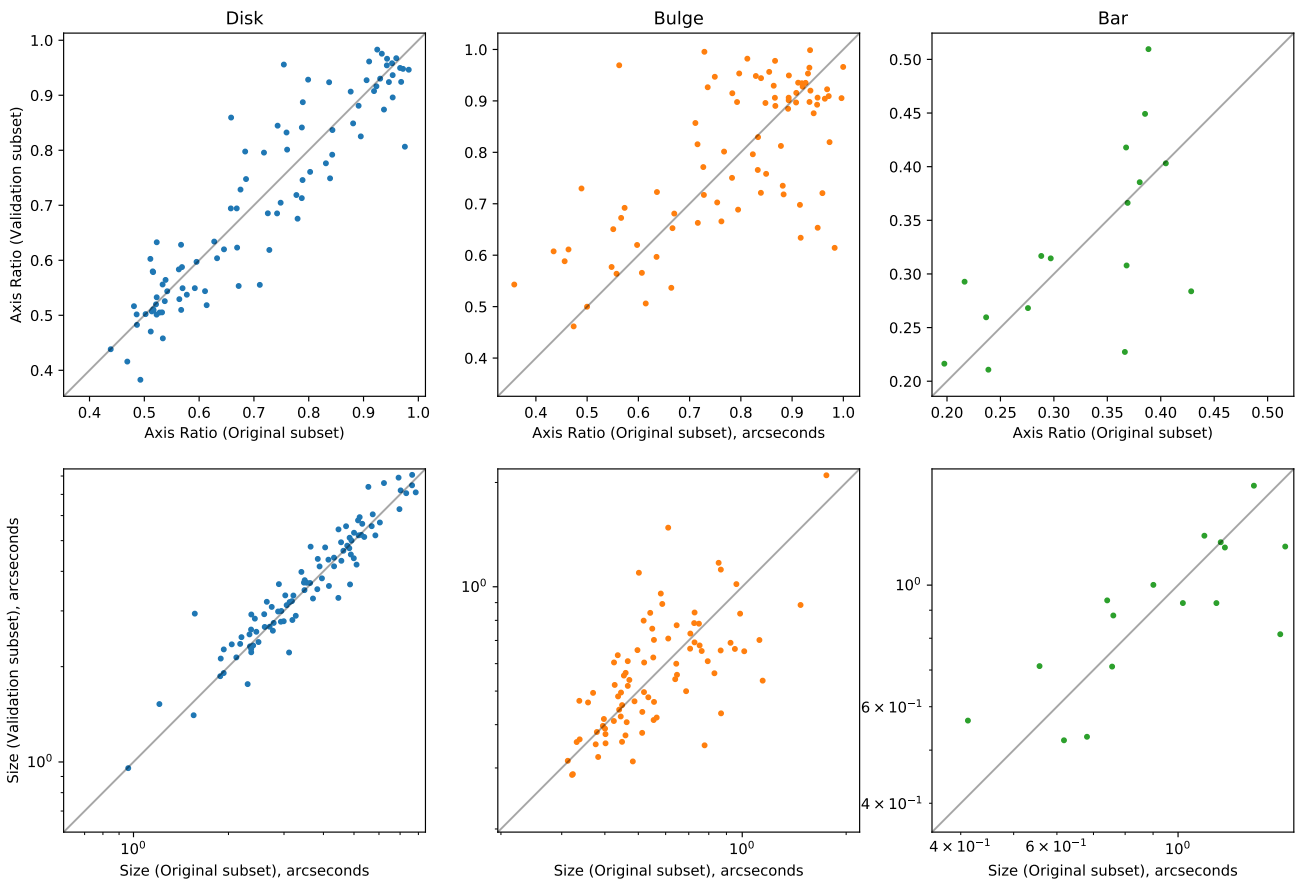 Disk
Bulge
Bar
Axis Ratio (Validation subset)
1.0
0.9
0.8
0.7
0.6
0.5
0.4
0.4 0.5 0.6 0.7 0.8 0.9 1.0
Axis Ratio (Original subset)
1.0
0.9
0.8
0.7
0.6
0.5
0.4
0.4 0.5 0.6 0.7 0.8 0.9 1.0
Axis Ratio (Original subset), arcseconds
0.50
0.45
0.40
0.35
0.30
0.25
0.20
0.20 0.25 0.30 0.35 0.40 0.45 0.50
Axis Ratio (Original subset)
Size (Validation subset), arcseconds
10⁰
10⁰
Size (Original subset), arcseconds
10⁰
10⁰
Size (Original subset), arcseconds
10⁰
6 × 10⁻¹
4 × 10⁻¹
4 × 10⁻¹ 6 × 10⁻¹ 10⁰
Size (Original subset), arcseconds